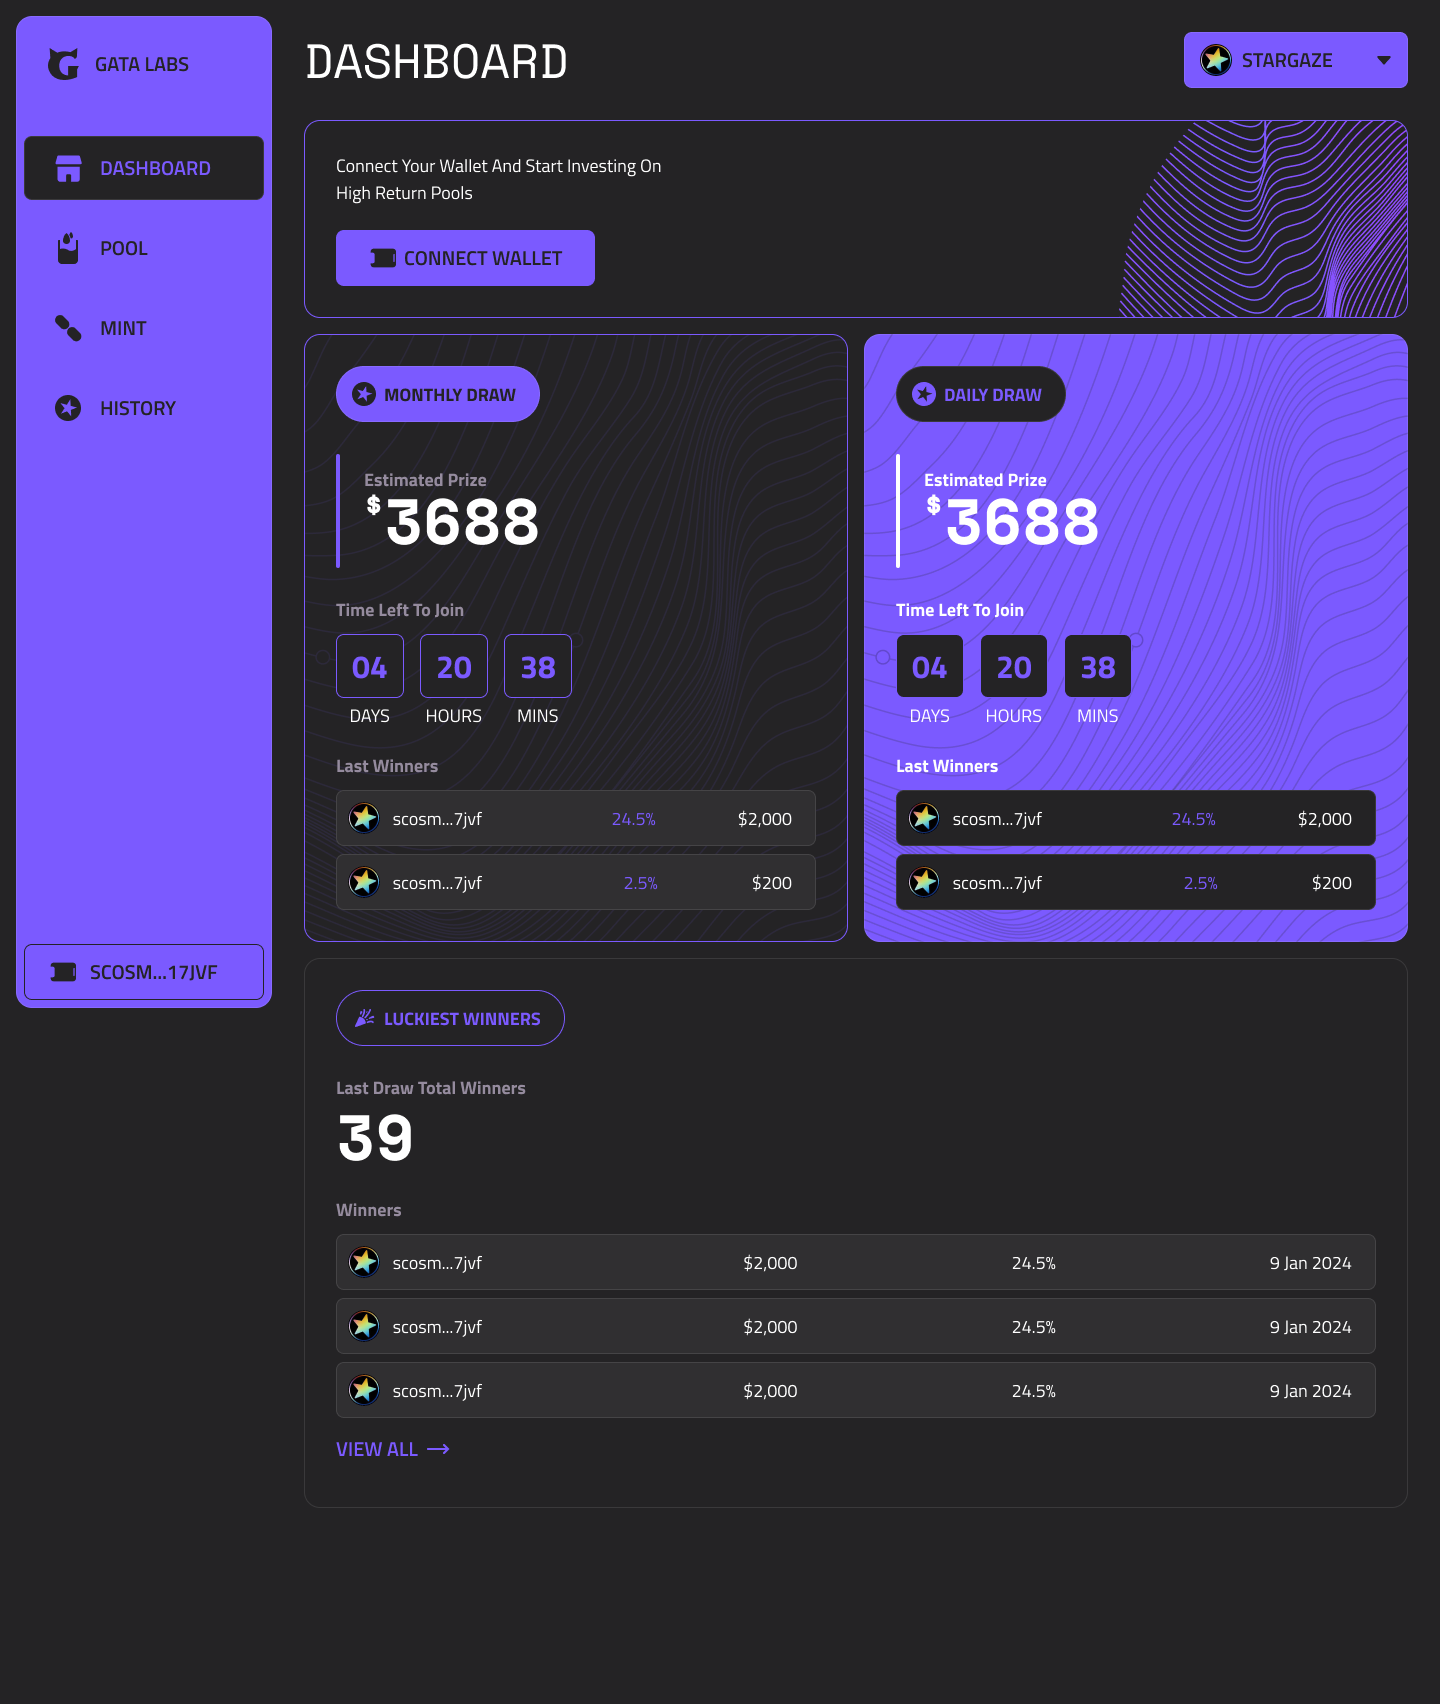 GATA LABS
DASHBOARD
POOL
MINT
HISTORY
SCOSM...17JVF
DASHBOARD
STARGAZE
Connect Your Wallet And Start Investing On
High Return Pools
CONNECT WALLET
MONTHLY DRAW
Estimated Prize
$3688
Time Left To Join
04 20 38
DAYS HOURS MINS
Last Winners
scosm...7jvf 24.5% $2,000
scosm...7jvf 2.5% $200
DAILY DRAW
Estimated Prize
$3688
Time Left To Join
04 20 38
DAYS HOURS MINS
Last Winners
scosm...7jvf 24.5% $2,000
scosm...7jvf 2.5% $200
LUCKIEST WINNERS
Last Draw Total Winners
39
Winners
scosm...7jvf $2,000 24.5% 9 Jan 2024
scosm...7jvf $2,000 24.5% 9 Jan 2024
scosm...7jvf $2,000 24.5% 9 Jan 2024
VIEW ALL